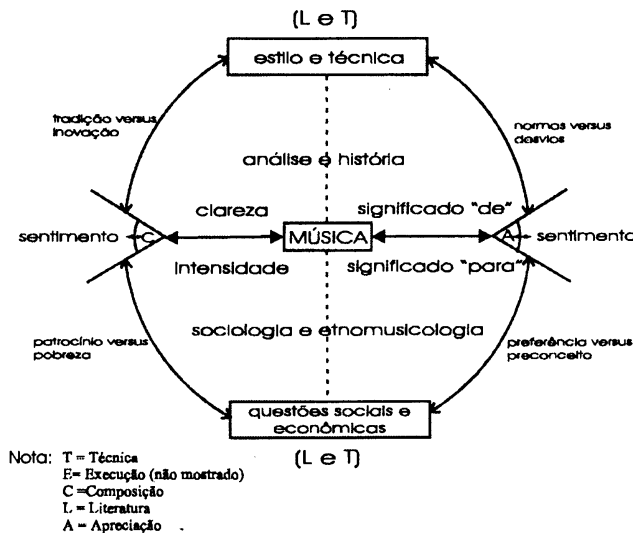 (L e T)
estilo e técnica
tradição versus
inovação
normas versus
desvios
análise e história
clareza
significado "de"
sentimento
C
MÚSICA
A
sentimento
intensidade
significado "para"
sociologia e etnomusicologia
patrocínio versus
pobreza
preferência versus
preconceito
questões sociais e
econômicas
(L e T)
Nota: T = Técnica
E= Execução (não mostrado)
C =Composição
L = Literatura
A = Apreciação .